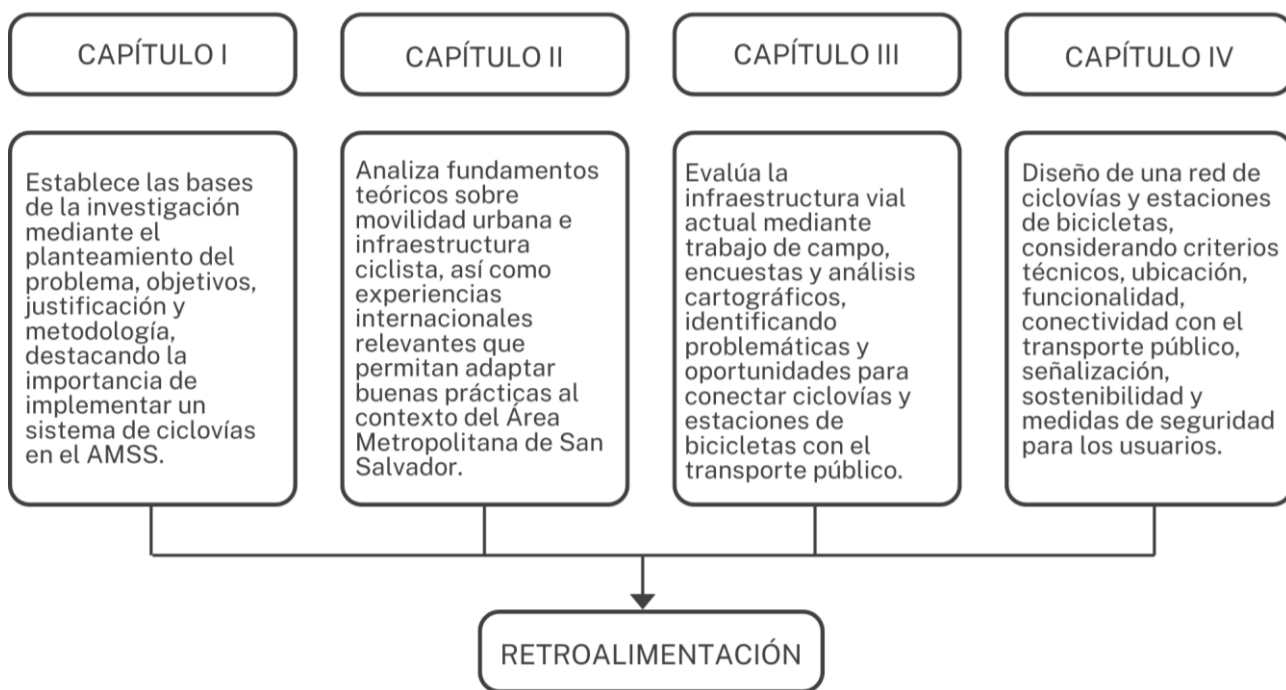 CAPÍTULO I
CAPÍTULO II
CAPÍTULO III
CAPÍTULO IV
Establece las bases
de la investigación
mediante el
planteamiento del
problema, objetivos,
justificación y
metodología,
destacando la
importancia de
implementar un
sistema de ciclovías
en el AMSS.
Analiza fundamentos
teóricos sobre
movilidad urbana e
infraestructura
ciclista, así como
experiencias
internacionales
relevantes que
permitan adaptar
buenas prácticas al
contexto del Área
Metropolitana de San
Salvador.
Evalúa la
infraestructura vial
actual mediante
trabajo de campo,
encuestas y análisis
cartográficos,
identificando
problemáticas y
oportunidades para
conectar ciclovías y
estaciones de
bicicletas con el
transporte público.
Diseño de una red de
ciclovías y estaciones
de bicicletas,
considerando criterios
técnicos, ubicación,
funcionalidad,
conectividad con el
transporte público,
señalización,
sostenibilidad y
medidas de seguridad
para los usuarios.
RETROALIMENTACIÓN